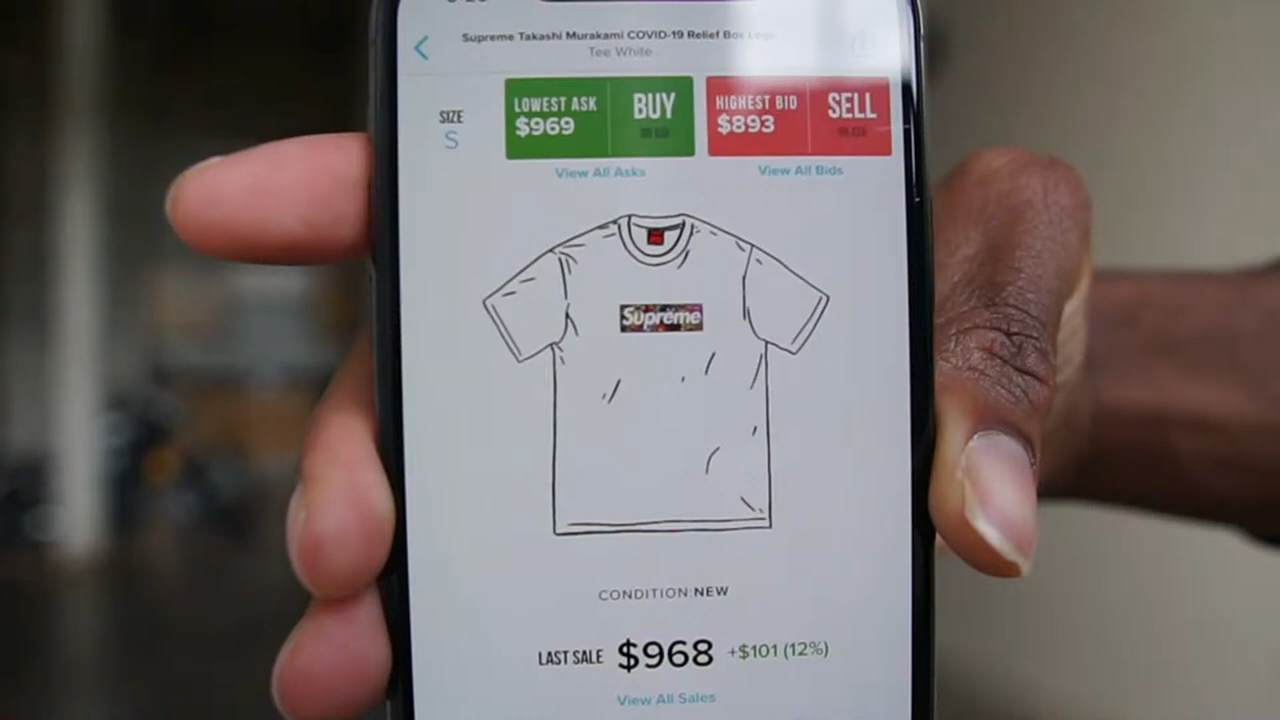 Supreme Takashi Murakami COVID-19 Relief Box Logo
Tee White
SIZE
S
LOWEST ASK
$969
BUY
HIGHEST BID
$893
SELL
View All Asks
View All Bids
Supreme
CONDITION:NEW
LAST SALE $968 +$101 (12%)
View All Sales